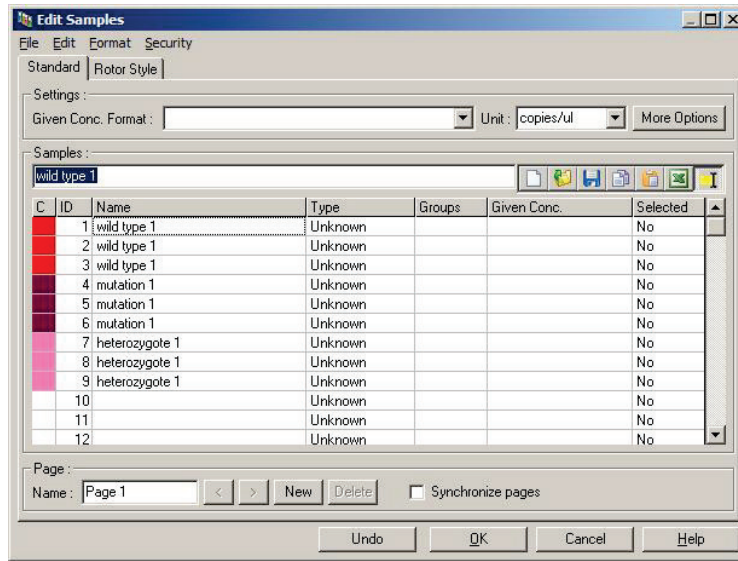 Edit Samples
File Edit Format Security
Standard Rotor Style
Settings :
Given Conc. Format : Unit : copies/ul More Options
Samples :
wild type 1
C ID Name Type Groups Given Conc. Selected
1 wild type 1 Unknown No
2 wild type 1 Unknown No
3 wild type 1 Unknown No
4 mutation 1 Unknown No
5 mutation 1 Unknown No
6 mutation 1 Unknown No
7 heterozygote 1 Unknown No
8 heterozygote 1 Unknown No
9 heterozygote 1 Unknown No
10 Unknown No
11 Unknown No
12 Unknown No
Page :
Name : Page 1 < > New Delete Synchronize pages
Undo OK Cancel Help